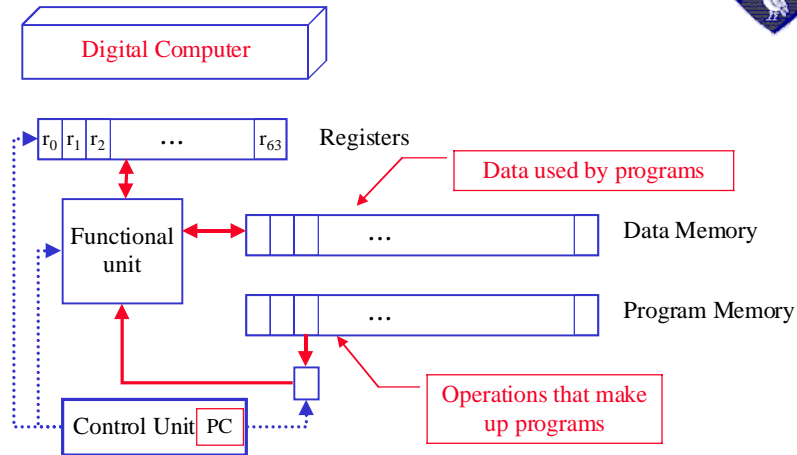 Digital Computer
r0 r1 r2 ... r63 Registers
Data used by programs
Functional
unit
... Data Memory
... Program Memory
Operations that make
up programs
Control Unit PC